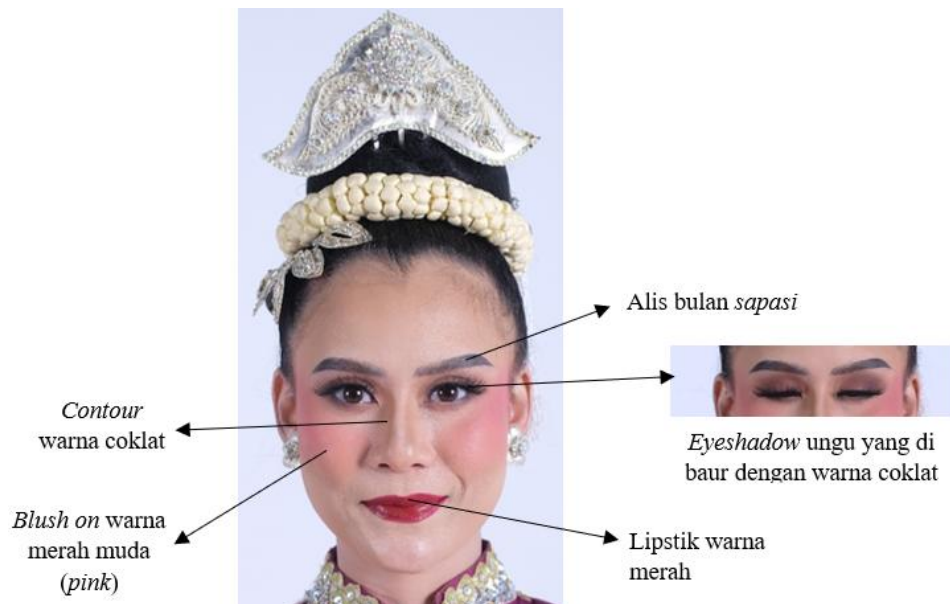 Alis bulan sapasi
Contour
warna coklat
Eyeshadow ungu yang di
baur dengan warna coklat
Blush on warna
merah muda
(pink)
Lipstik warna
merah